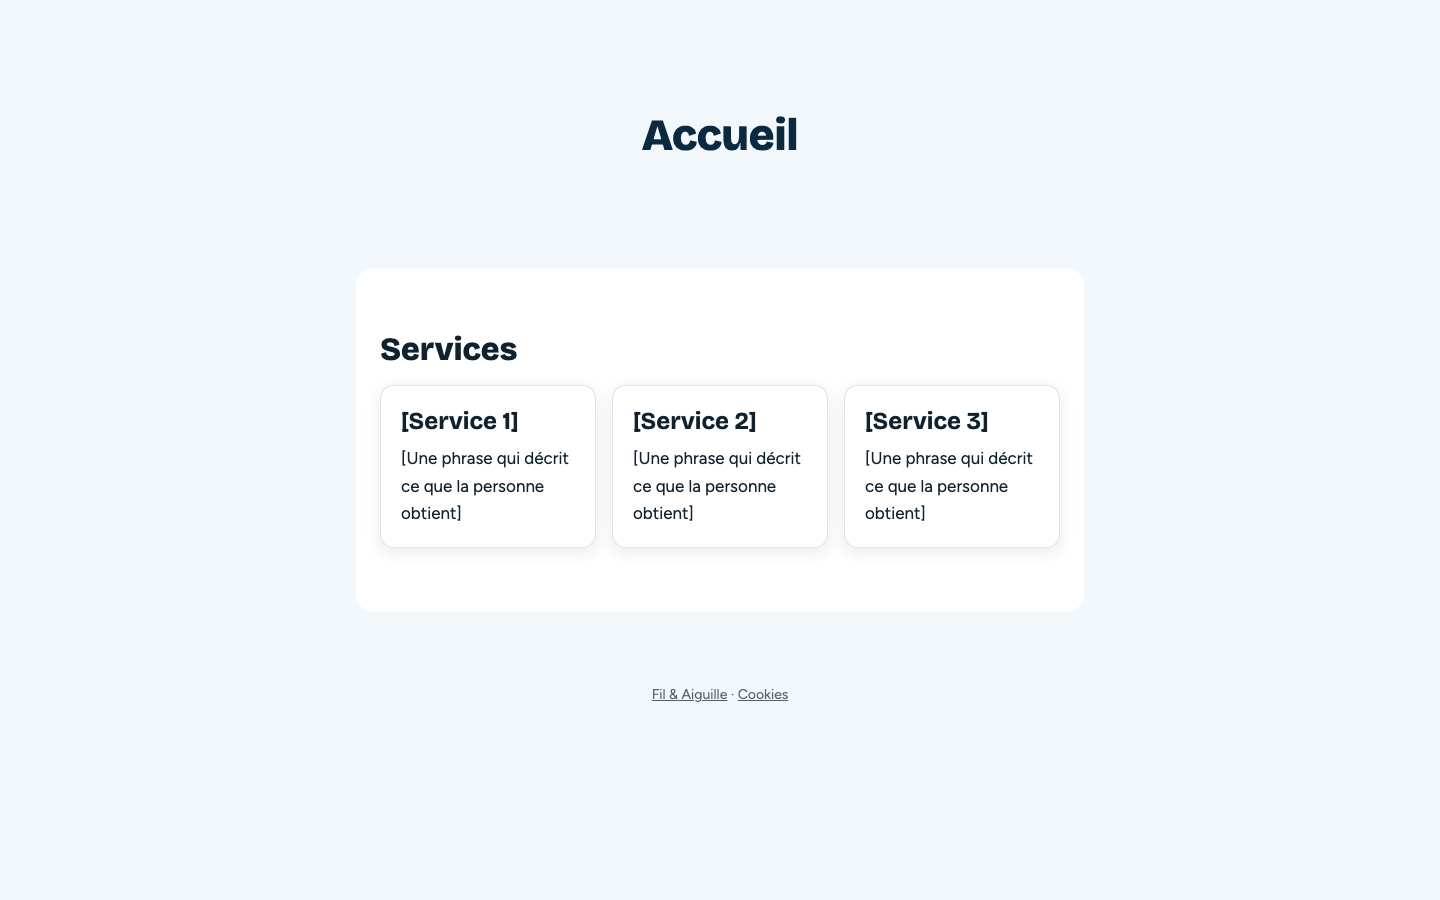 Accueil
Services
[Service 1]
[Une phrase qui décrit
ce que la personne
obtient]
[Service 2]
[Une phrase qui décrit
ce que la personne
obtient]
[Service 3]
[Une phrase qui décrit
ce que la personne
obtient]
Fil & Aiguille · Cookies